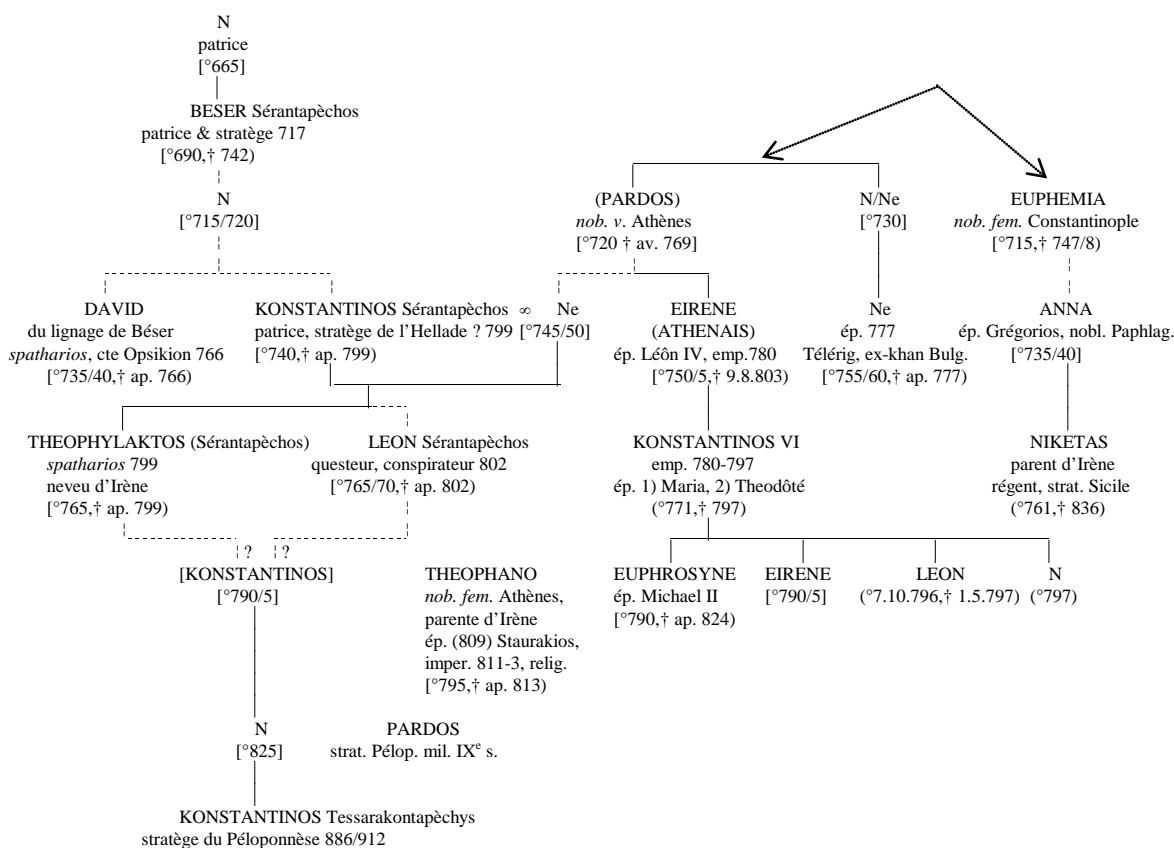 N
patrice
[°665]
BESER Sérantapèchos
patrice & stratège 717
[°690,† 742)
N
[°715/720]
(PARDOS)
nob. v. Athènes
[°720 † av. 769]
N/Ne
[°730]
EUPHEMIA
nob. fem. Constantinople
[°715,† 747/8)
DAVID
du lignage de Béser
spatharios, cte Opsikion 766
[°735/40,† ap. 766)
KONSTANTINOS Sérantapèchos ∞
patrice, stratège de l’Hellade ? 799
[°740,† ap. 799)
Ne
[°745/50]
EIRENE
(ATHENAIS)
ép. Léôn IV, emp.780
[°750/5,† 9.8.803)
Ne
ép. 777
Télérig, ex-khan Bulg.
[°755/60,† ap. 777)
ANNA
ép. Grégorios, nobl. Paphlag.
[°735/40]
THEOPHYLAKTOS (Sérantapèchos)
spatharios 799
neveu d’Irène
[°765,† ap. 799)
LEON Sérantapèchos
questeur, conspirateur 802
[°765/70,† ap. 802)
KONSTANTINOS VI
emp. 780-797
ép. 1) Maria, 2) Theodôté
(°771,† 797)
NIKETAS
parent d’Irène
régent, strat. Sicile
(°761,† 836)
? ?
[KONSTANTINOS]
[°790/5]
THEOPHANO
nob. fem. Athènes,
parente d’Irène
ép. (809) Staurakios,
imper. 811-3, relig.
[°795,† ap. 813)
EUPHROSYNE
ép. Michael II
[°790,† ap. 824)
EIRENE
[°790/5]
LEON
(°7.10.796,† 1.5.797)
N
(°797)
N
[°825]
PARDOS
strat. Pélop. mil. IXe s.
KONSTANTINOS Tessarakontapèchys
stratège du Péloponnèse 886/912